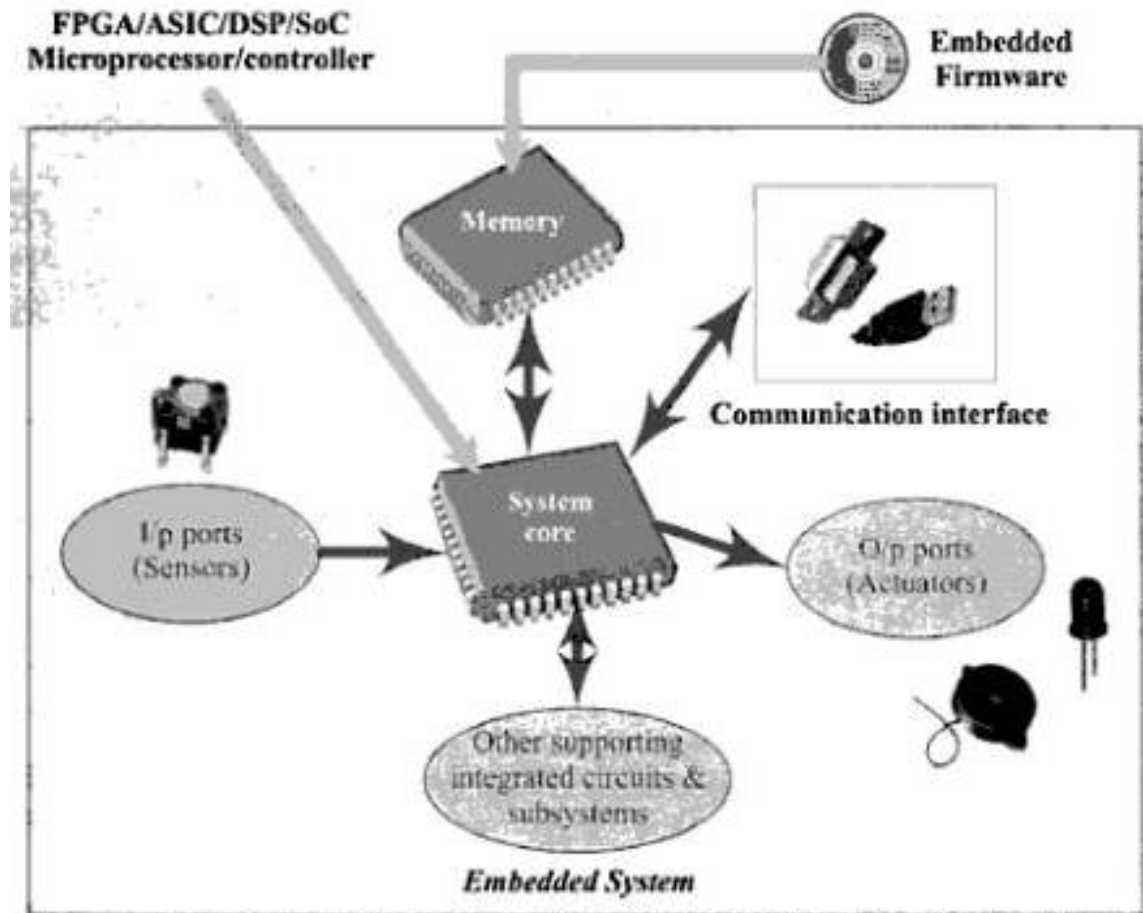 FPGA/ASIC/DSP/SoC
Microprocessor/controller
Embedded
Firmware
Memory
Communication interface
System
core
I/p ports
(Sensors)
O/p ports
(Actuators)
Other supporting
integrated circuits &
subsystems
Embedded System